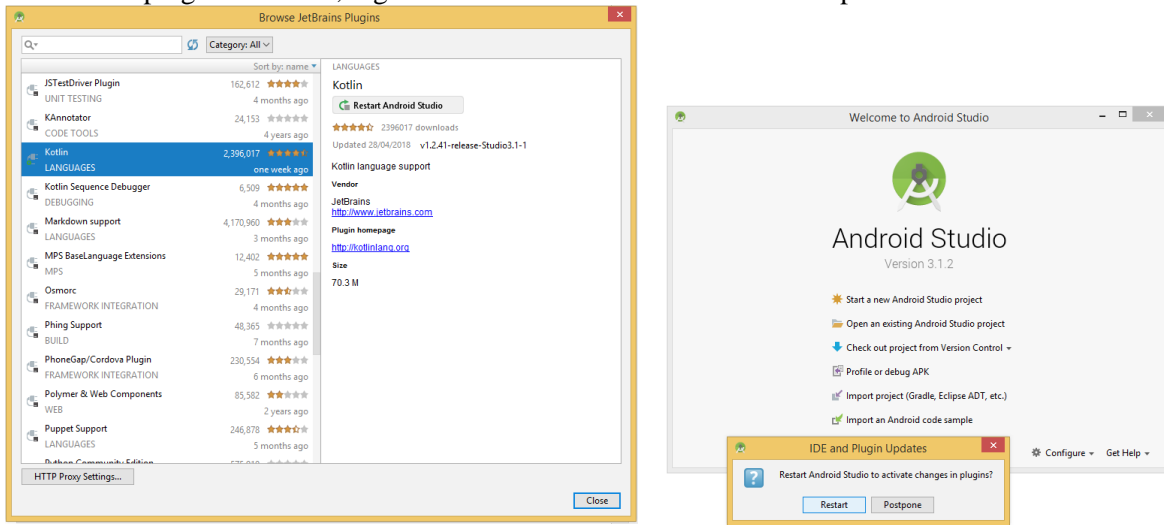 Browse JetBrains Plugins
Category: All
Sort by: name
JSTestDriver Plugin 162,612
UNIT TESTING 4 months ago
KAnnotator 24,153
CODE TOOLS 4 years ago
Kotlin 2,396,017
LANGUAGES one week ago
Kotlin Sequence Debugger 6,509
DEBUGGING 4 months ago
Markdown support 4,170,960
LANGUAGES 3 months ago
MPS BaseLanguage Extensions 12,402
MPS 5 months ago
Osmorc 29,171
FRAMEWORK INTEGRATION 4 months ago
Phing Support 48,365
BUILD 7 months ago
PhoneGap/Cordova Plugin 230,554
FRAMEWORK INTEGRATION 6 months ago
Polymer & Web Components 85,582
WEB 2 years ago
Puppet Support 246,878
LANGUAGES 5 months ago
Python Community Edition
HTTP Proxy Settings...
LANGUAGES
Kotlin
Restart Android Studio
2396017 downloads
Updated 28/04/2018 v1.2.41-release-Studio3.1-1
Kotlin language support
Vendor
JetBrains
http://www.jetbrains.com
Plugin homepage
http://kotlinlang.org
Size
70.3 M
Close
Welcome to Android Studio
Android Studio
Version 3.1.2
Start a new Android Studio project
Open an existing Android Studio project
Check out project from Version Control
Profile or debug APK
Import project (Gradle, Eclipse ADT, etc.)
Import an Android code sample
Configure Get Help
IDE and Plugin Updates
Restart Android Studio to activate changes in plugins?
Restart Postpone